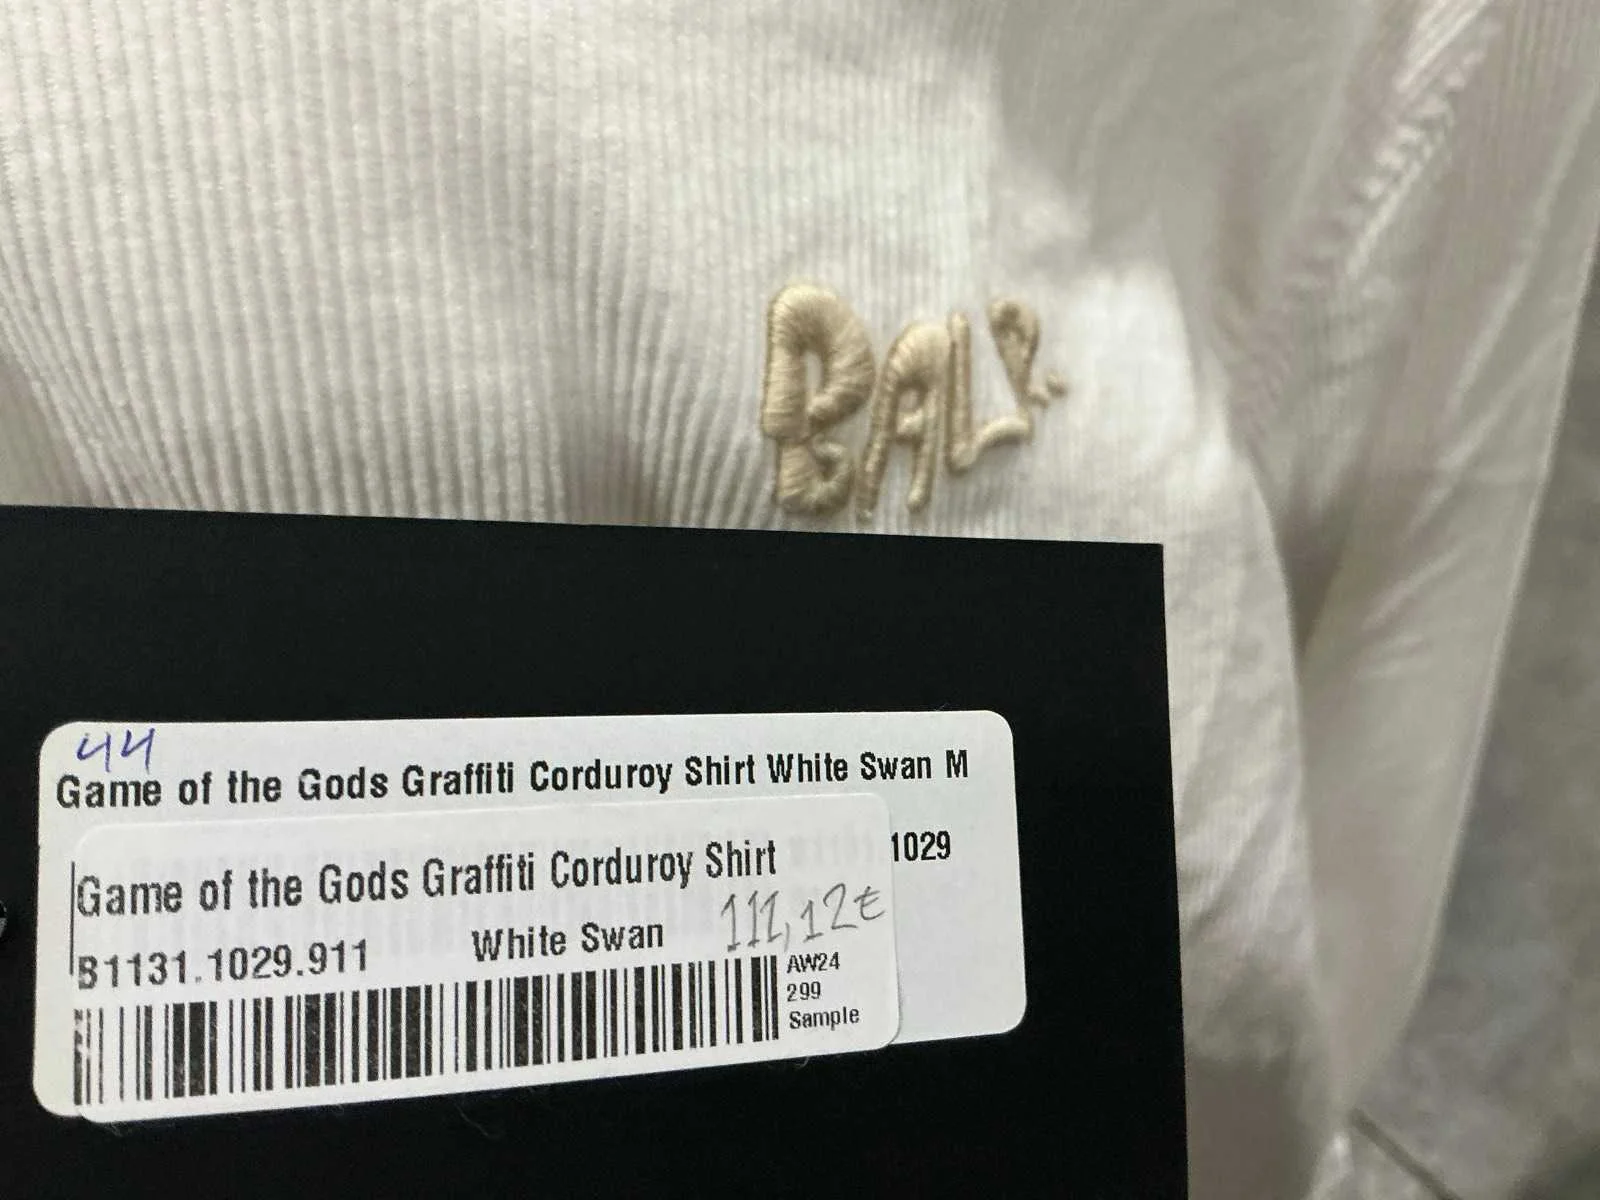 BAL
44
Game of the Gods Graffiti Corduroy Shirt White Swan M
1029
Game of the Gods Graffiti Corduroy Shirt
B1131.1029.911 White Swan 111,12€
AW24
299
Sample